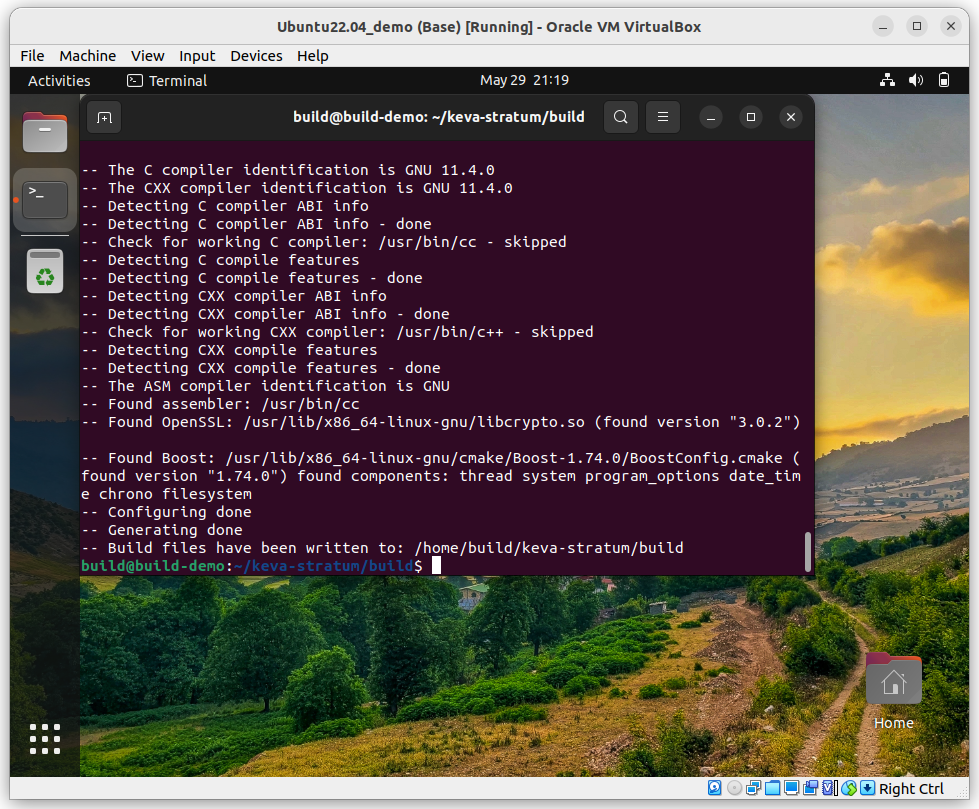 Ubuntu22.04_demo (Base) [Running] - Oracle VM VirtualBox
File Machine View Input Devices Help
Activities Terminal May 29 21:19
build@build-demo: ~/keva-stratum/build
-- The C compiler identification is GNU 11.4.0
-- The CXX compiler identification is GNU 11.4.0
-- Detecting C compiler ABI info
-- Detecting C compiler ABI info - done
-- Check for working C compiler: /usr/bin/cc - skipped
-- Detecting C compile features
-- Detecting C compile features - done
-- Detecting CXX compiler ABI info
-- Detecting CXX compiler ABI info - done
-- Check for working CXX compiler: /usr/bin/c++ - skipped
-- Detecting CXX compile features
-- Detecting CXX compile features - done
-- The ASM compiler identification is GNU
-- Found assembler: /usr/bin/cc
-- Found OpenSSL: /usr/lib/x86_64-linux-gnu/libcrypto.so (found version "3.0.2")
-- Found Boost: /usr/lib/x86_64-linux-gnu/cmake/Boost-1.74.0/BoostConfig.cmake (
found version "1.74.0") found components: thread system program_options date_tim
e chrono filesystem
-- Configuring done
-- Generating done
-- Build files have been written to: /home/build/keva-stratum/build
build@build-demo:~/keva-stratum/build$
Home
Right Ctrl